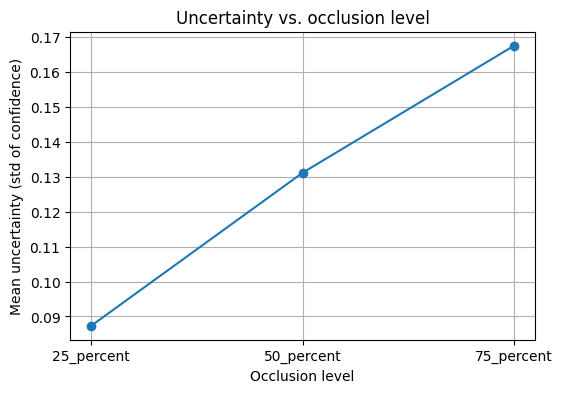 Uncertainty vs. occlusion level
Mean uncertainty (std of confidence)
0.17
0.16
0.15
0.14
0.13
0.12
0.11
0.10
0.09
25_percent 50_percent 75_percent
Occlusion level